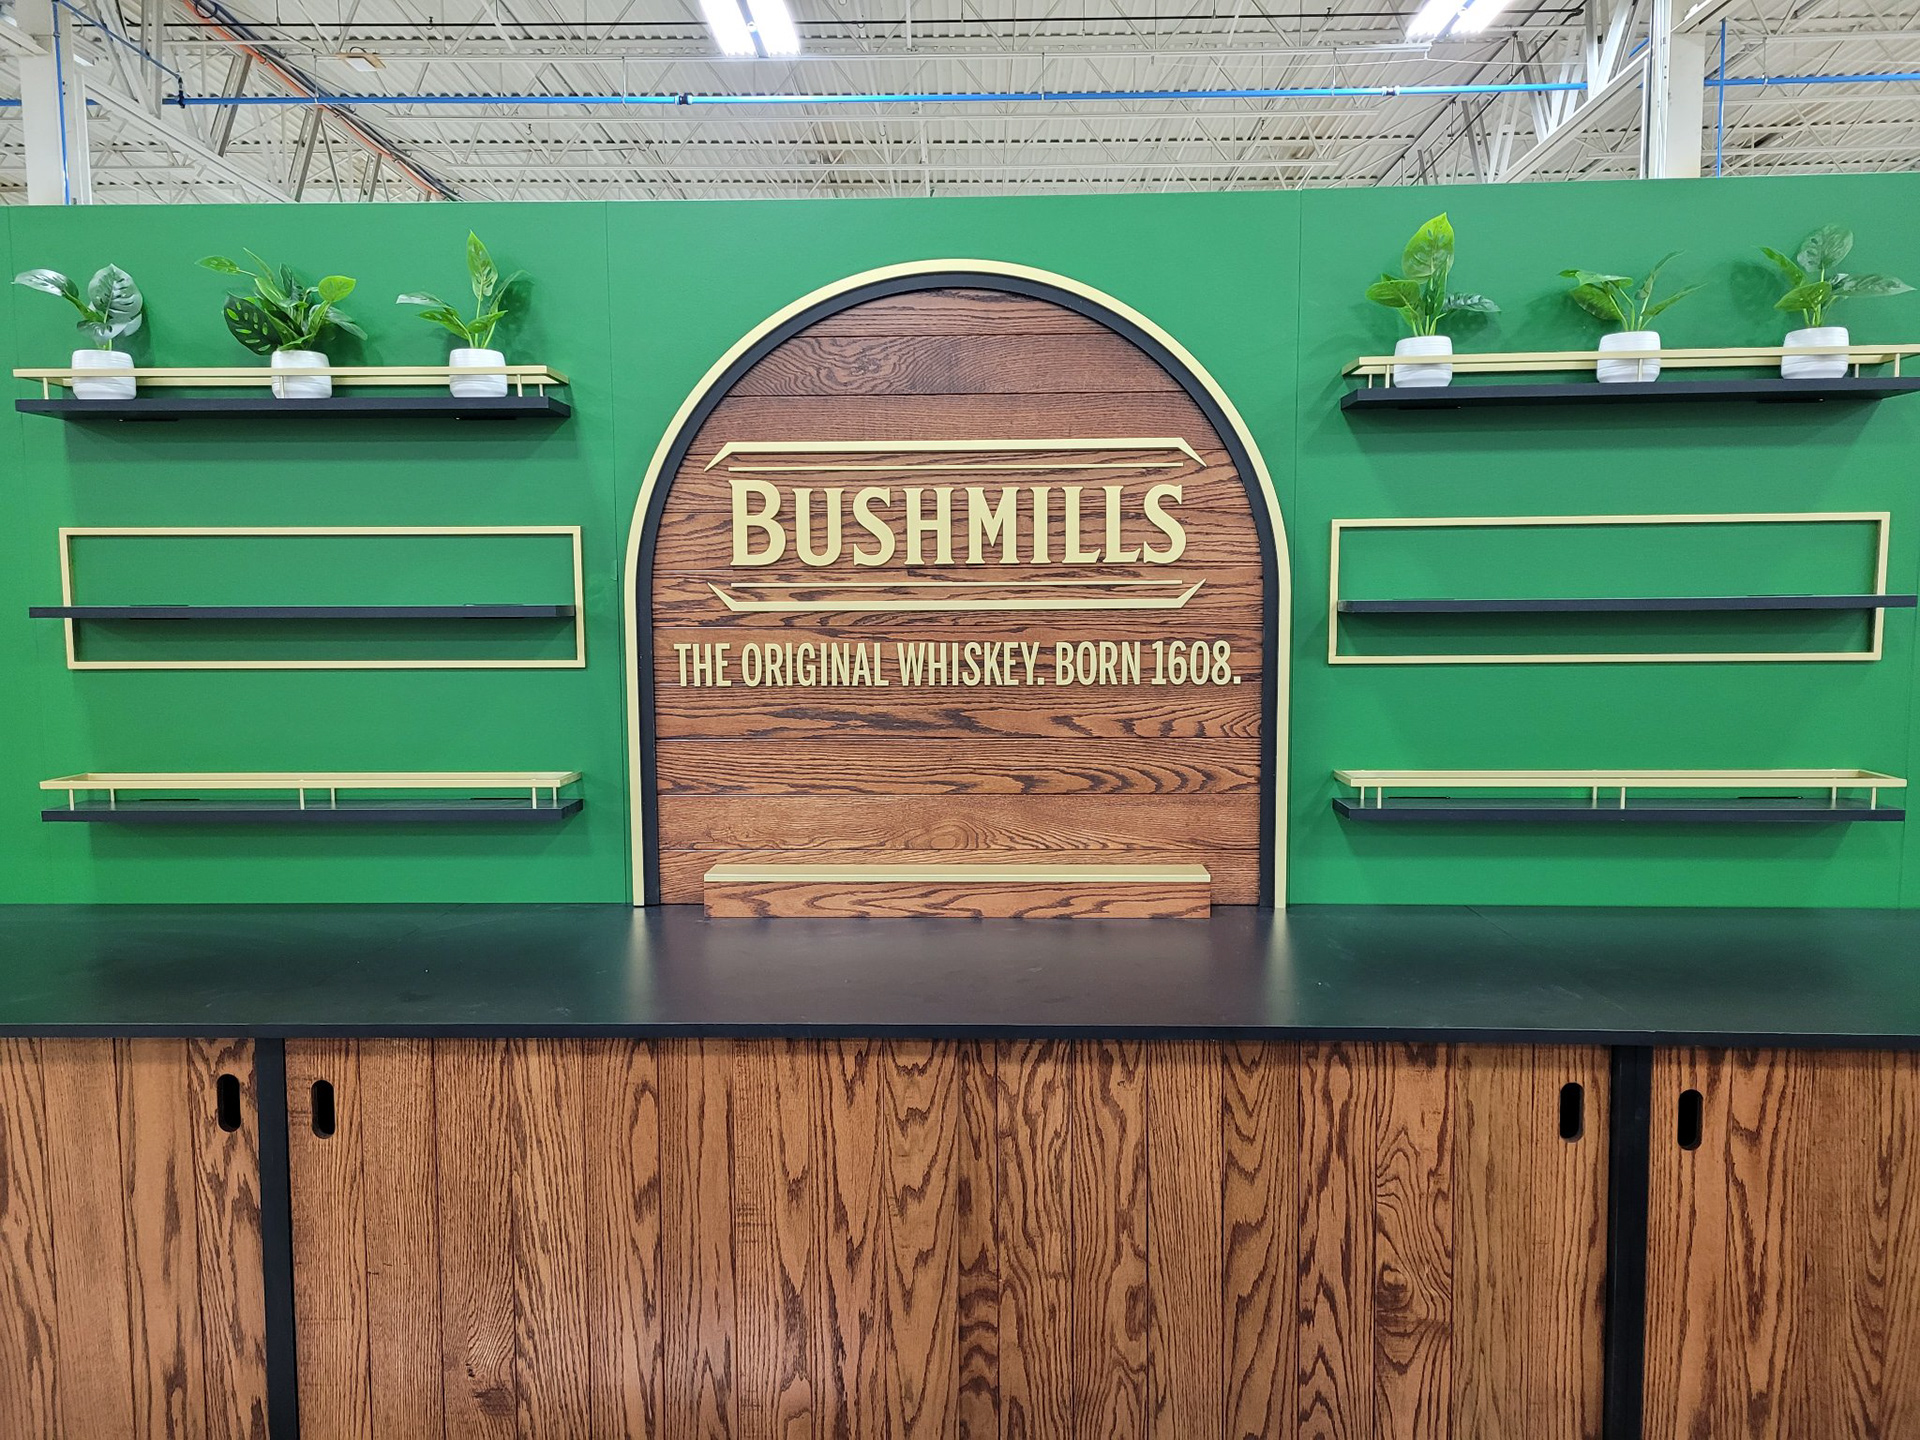 BUSHMILLS
THE ORIGINAL WHISKEY. BORN 1608.